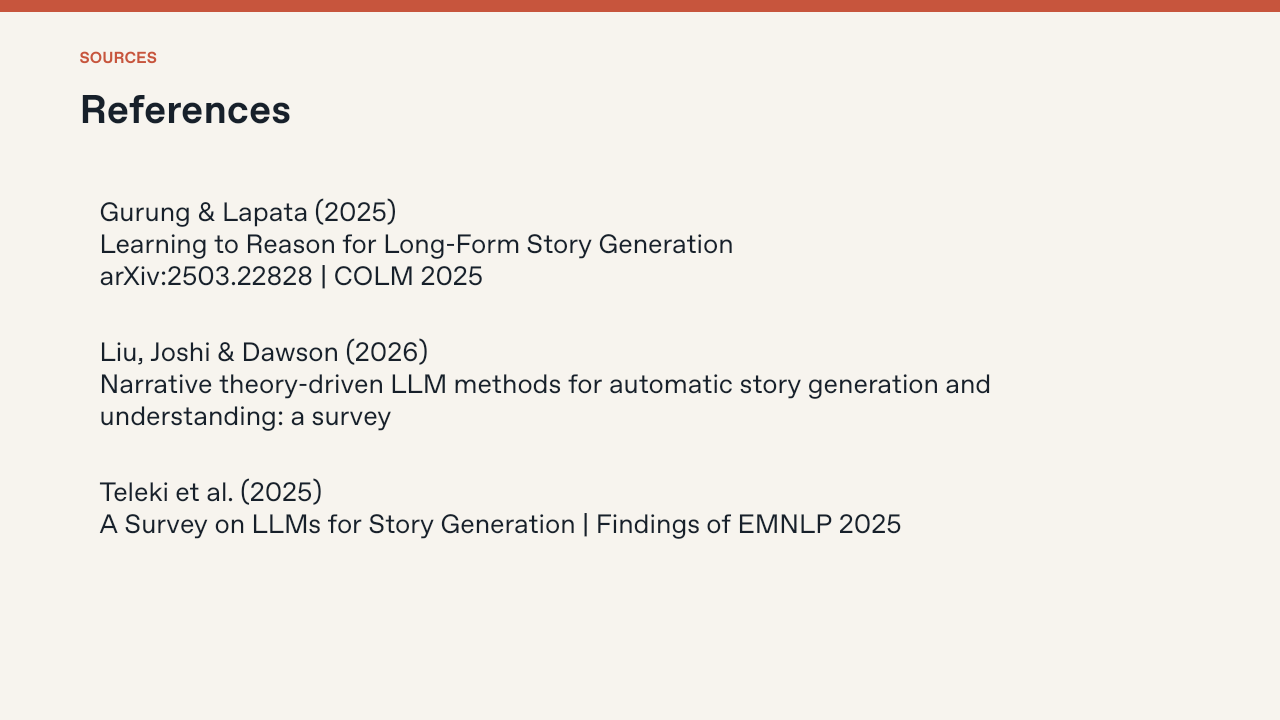 SOURCES
References
Gurung & Lapata (2025)
Learning to Reason for Long-Form Story Generation
arXiv:2503.22828 | COLM 2025
Liu, Joshi & Dawson (2026)
Narrative theory-driven LLM methods for automatic story generation and
understanding: a survey
Teleki et al. (2025)
A Survey on LLMs for Story Generation | Findings of EMNLP 2025